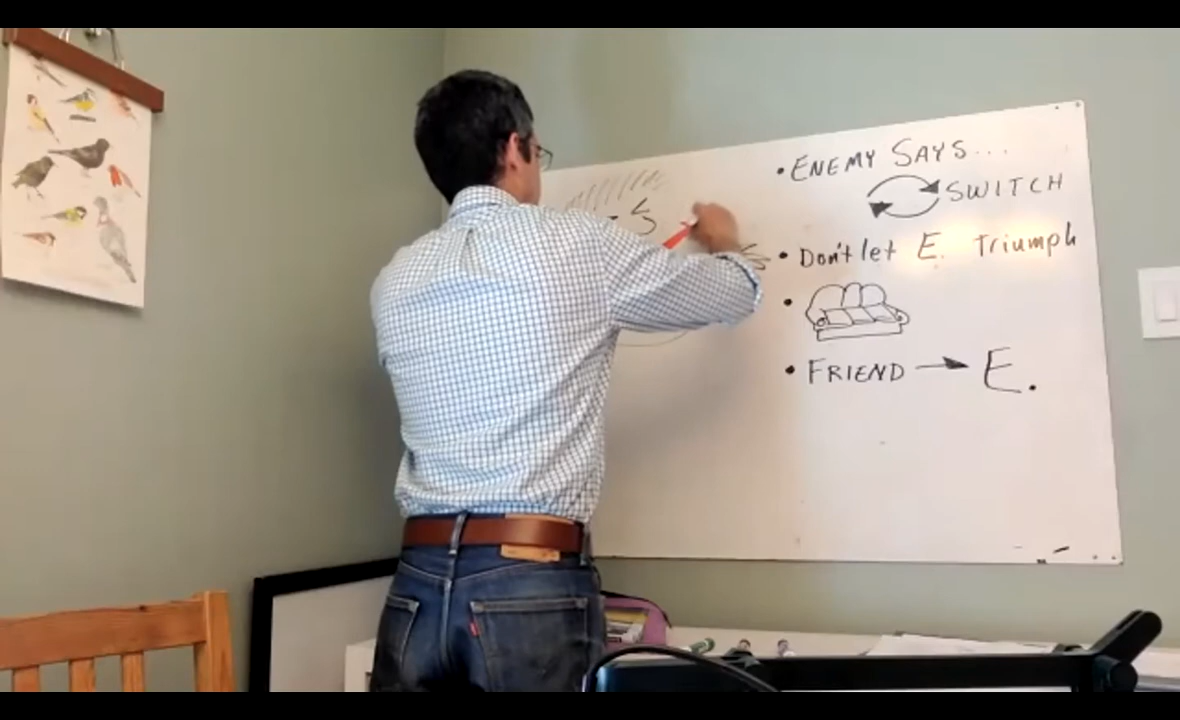 • ENEMY SAYS...
SWITCH
• Don't let E. Triumph
•
• FRIEND → E.